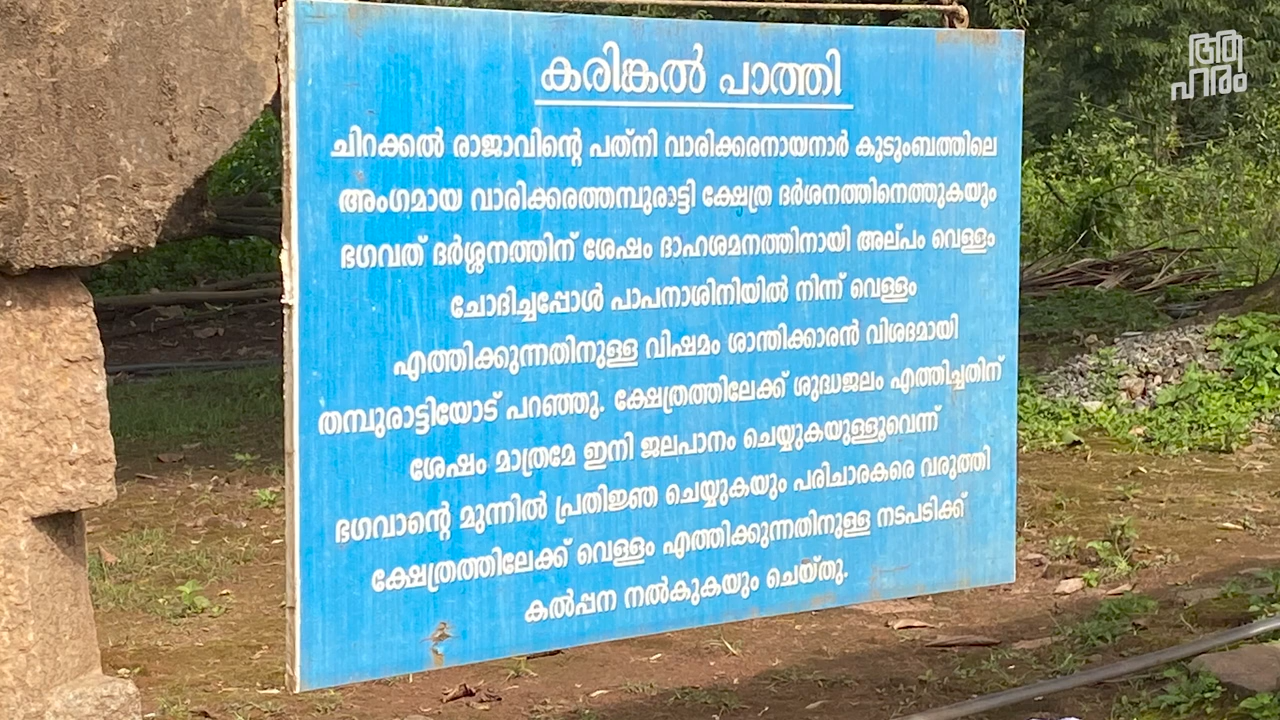 കരിങ്കൽ പാത്തി
ചിറക്കൽ രാജാവിന്റെ പത്നി വാരിക്കരനായനാർ കുടുംബത്തിലെ
അംഗമായ വാരിക്കരത്തമ്പുരാട്ടി ക്ഷേത്ര ദർശനത്തിനെത്തുകയും
ഭഗവത് ദർശ്ശനത്തിന് ശേഷം ദാഹശമനത്തിനായി അല്പം വെള്ളം
ചോദിച്ചപ്പോൾ പാപനാശിനിയിൽ നിന്ന് വെള്ളം
എത്തിക്കുന്നതിനുള്ള വിഷമം ശാന്തിക്കാരൻ വിശദമായി
തമ്പുരാട്ടിയോട് പറഞ്ഞു. ക്ഷേത്രത്തിലേക്ക് ശുദ്ധജലം എത്തിച്ചതിന്
ശേഷം മാത്രമേ ഇനി ജലപാനം ചെയ്യുകയുള്ളുവെന്ന്
ഭഗവാന്റെ മുന്നിൽ പ്രതിജ്ഞ ചെയ്യുകയും പരിചാരകരെ വരുത്തി
ക്ഷേത്രത്തിലേക്ക് വെള്ളം എത്തിക്കുന്നതിനുള്ള നടപടിക്ക്
കൽപ്പന നൽകുകയും ചെയ്തു.